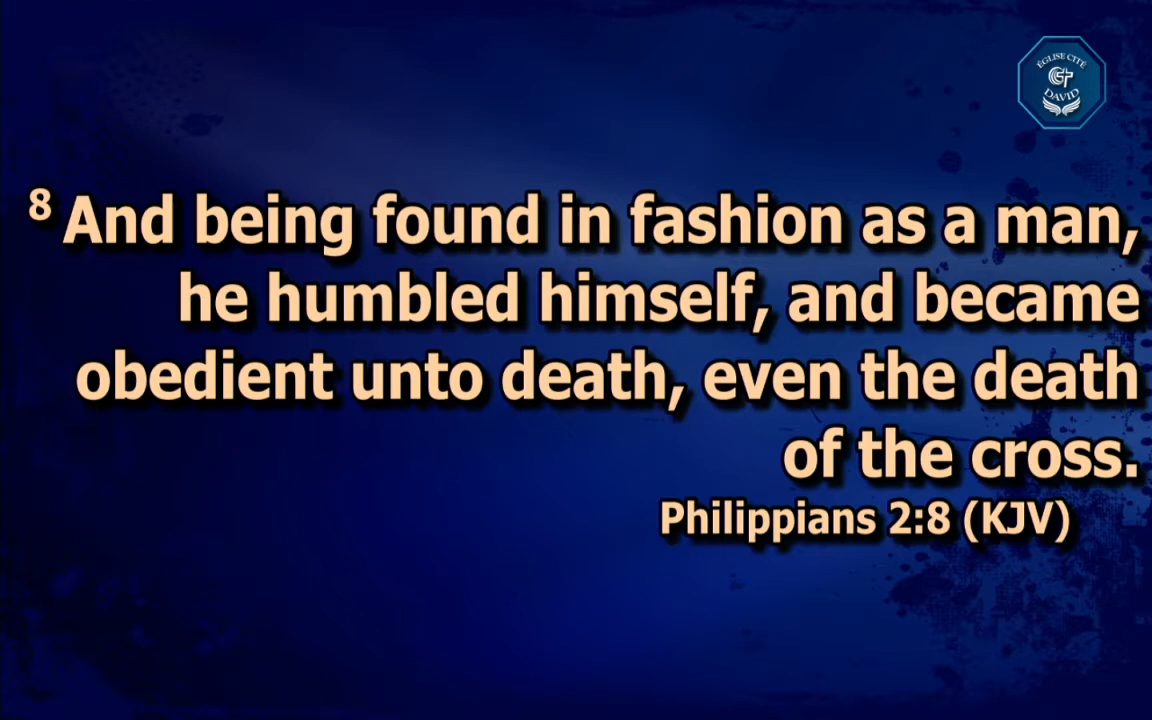 ÉGLISE CITÉ
DAVID
8 And being found in fashion as a man,
he humbled himself, and became
obedient unto death, even the death
of the cross.
Philippians 2:8 (KJV)